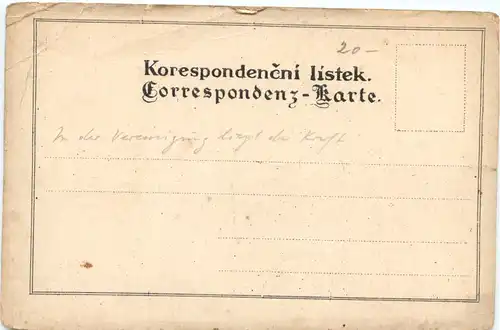 20-
Korespondenční lístek.
Correspondenz-Karte.
In der Vereinigung liegt die Kraft